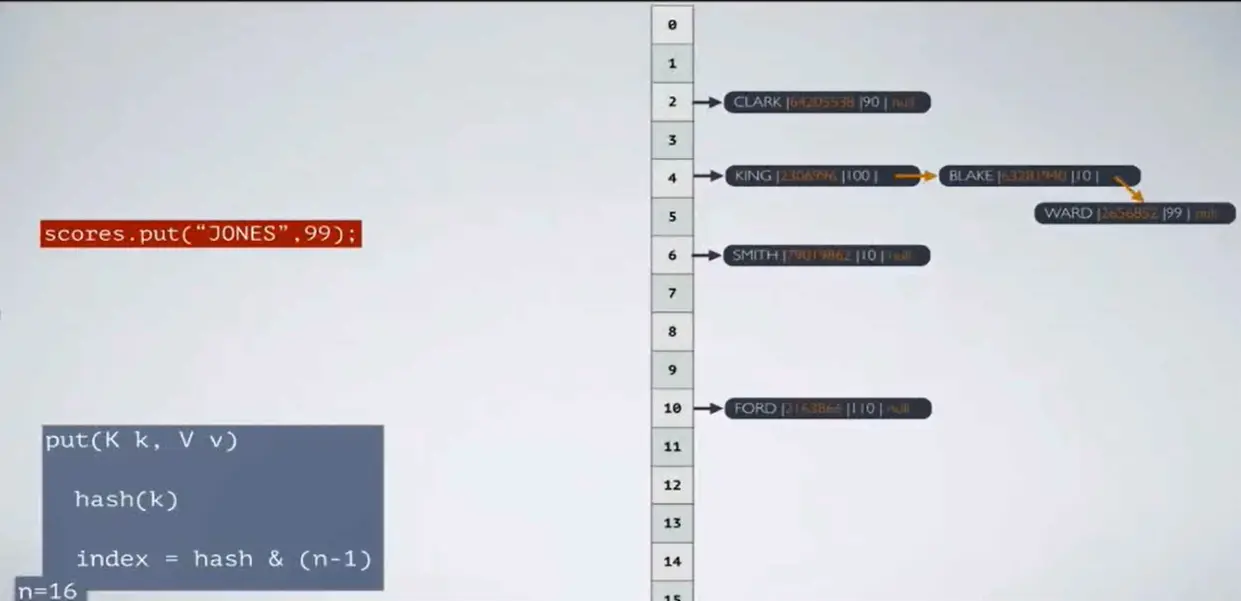 scores.put(“JONES”,99);
put(K k, V v)
hash(k)
index = hash & (n-1)
n=16
0
1
2
CLARK |64205538 |90 | null
3
4
KING |2306996 |100 |
BLAKE |63281940 |10 |
5
WARD |2656852 |99 | null
6
SMITH |79019862 |10 | null
7
8
9
10
FORD |2163866 |110 | null
11
12
13
14
15